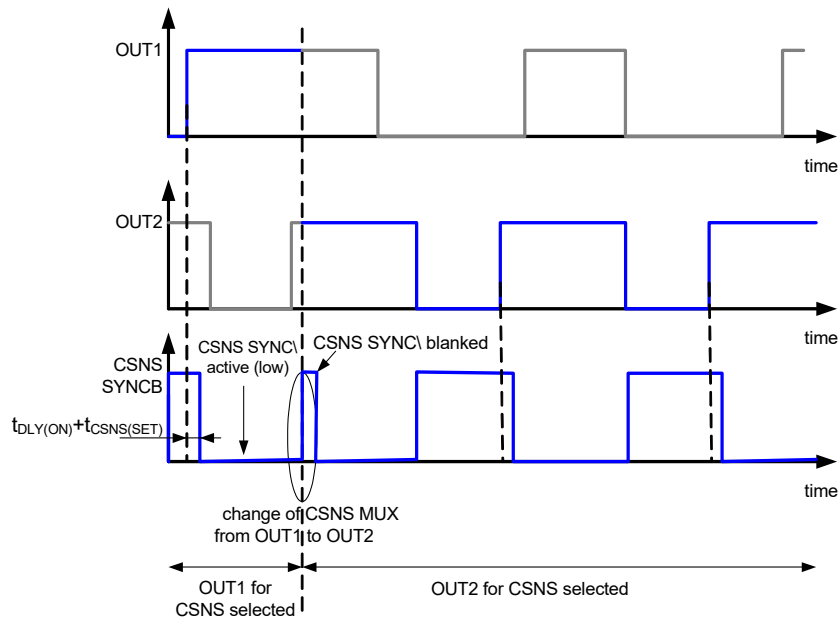 OUT1
time
OUT2
time
CSNS
SYNCB
CSNS SYNC\
active (low)
CSNS SYNC\ blanked
tDLY(ON)+tCSNS(SET)
time
change of CSNS MUX
from OUT1 to OUT2
OUT1 for
CSNS selected
OUT2 for CSNS selected